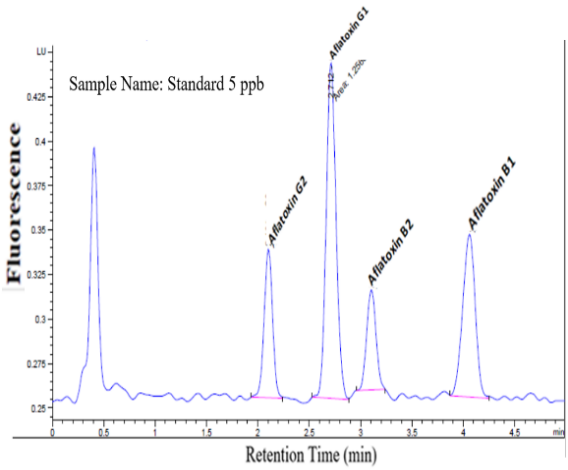 Aflatoxin G1
LU
2.712
Sample Name: Standard 5 ppb
0.425
0.4
Aflatoxin G2
Aflatoxin B2
Aflatoxin B1
0.375
0.35
0.325
0.3
0.275
0.25
Fluorescence
0 0.5 1 1.5 2 2.5 3 3.5 4 4.5 min
Retention Time (min)